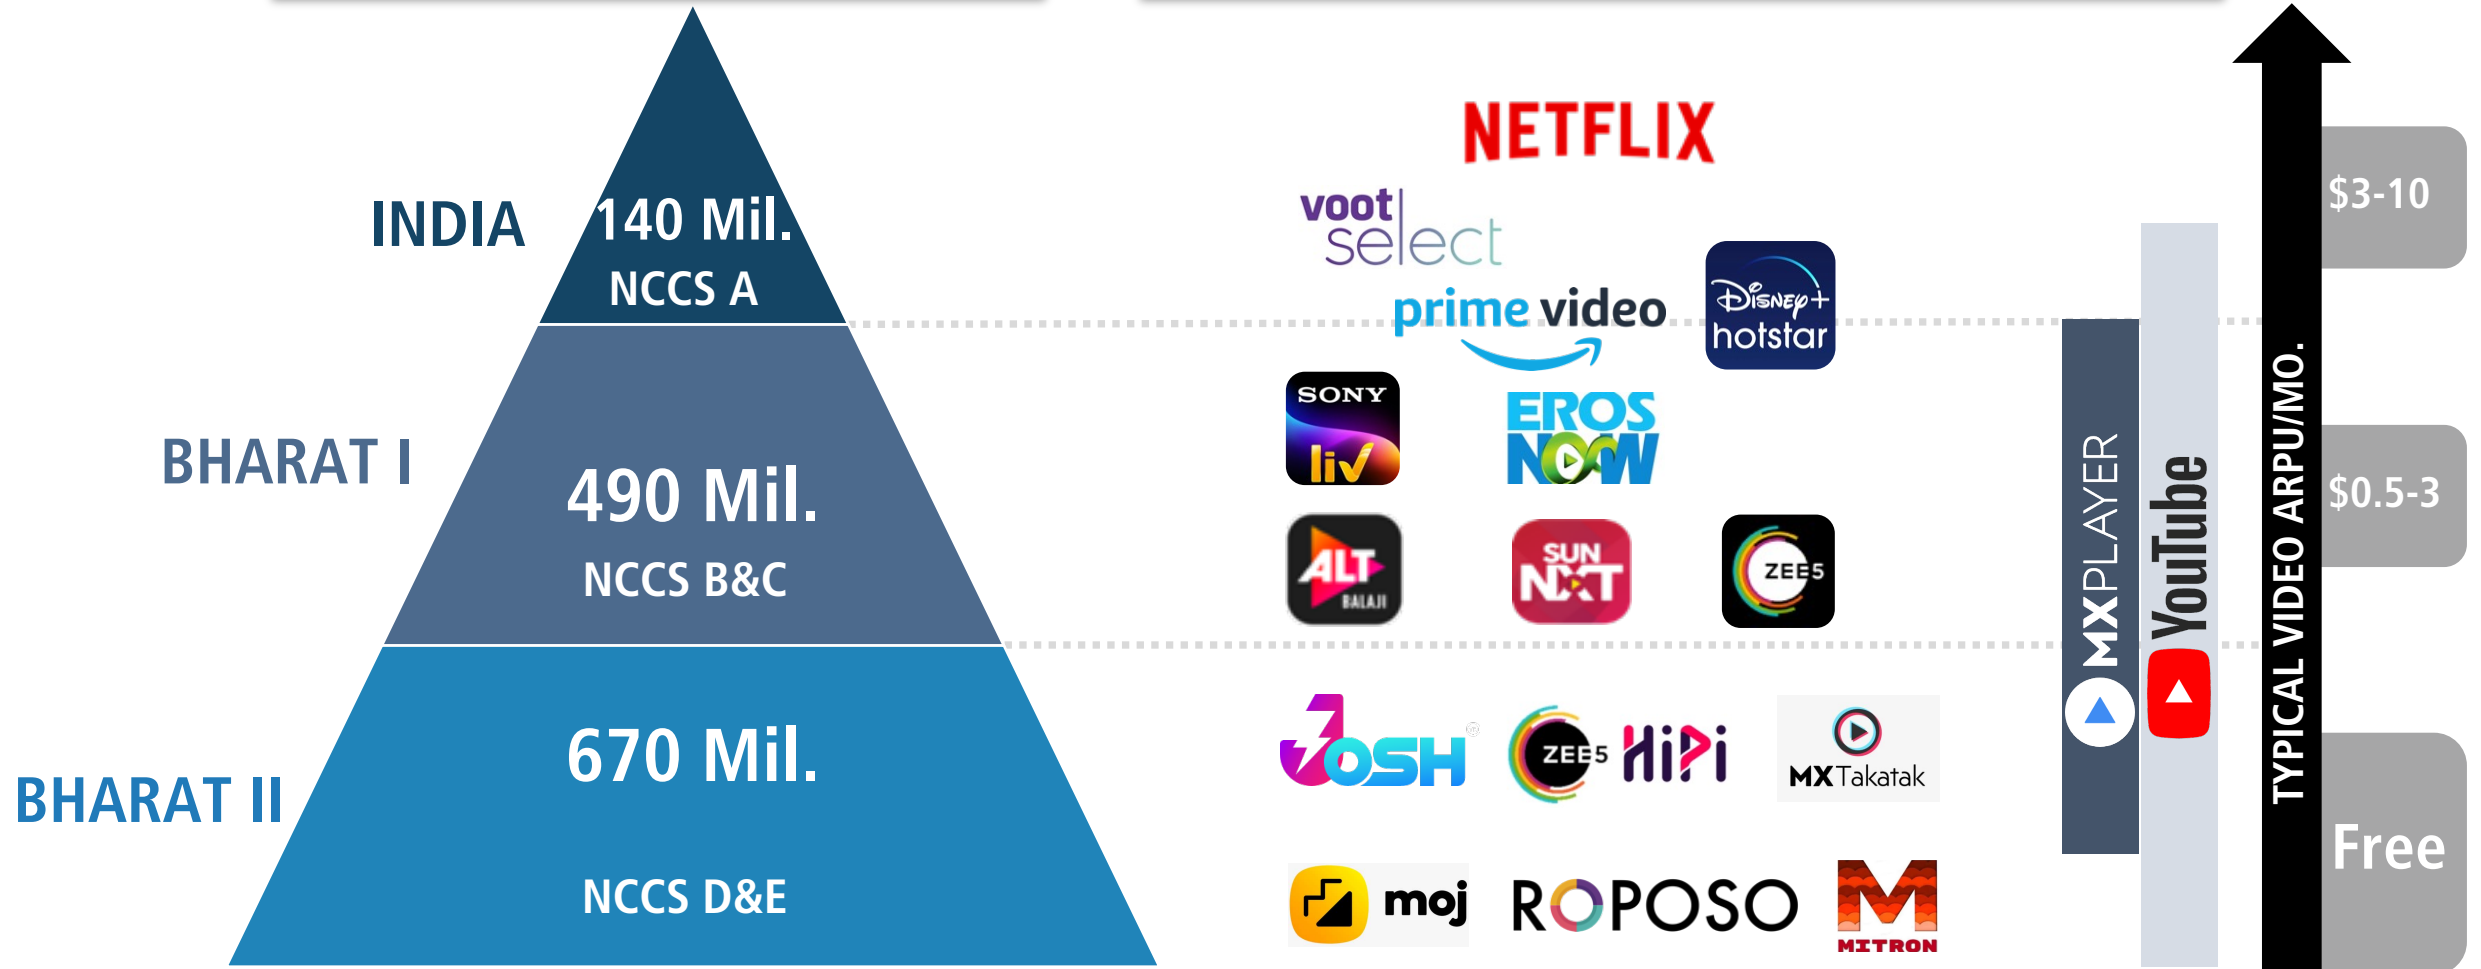 INDIA
140 Mil.
NCCS A
BHARAT I
490 Mil.
NCCS B&C
BHARAT II
670 Mil.
NCCS D&E
NETFLIX
voot
select
prime video
Disney+
hotstar
SONY
liv
EROS
NOW
ALT
BALAJI
SUN
NXT
ZEE5
JOSH
ZEE5 HiPi
MXTakatak
moj
ROPOSO
MITRON
MXPLAYER
YouTube
TYPICAL VIDEO ARPU/MO.
$3-10
$0.5-3
Free